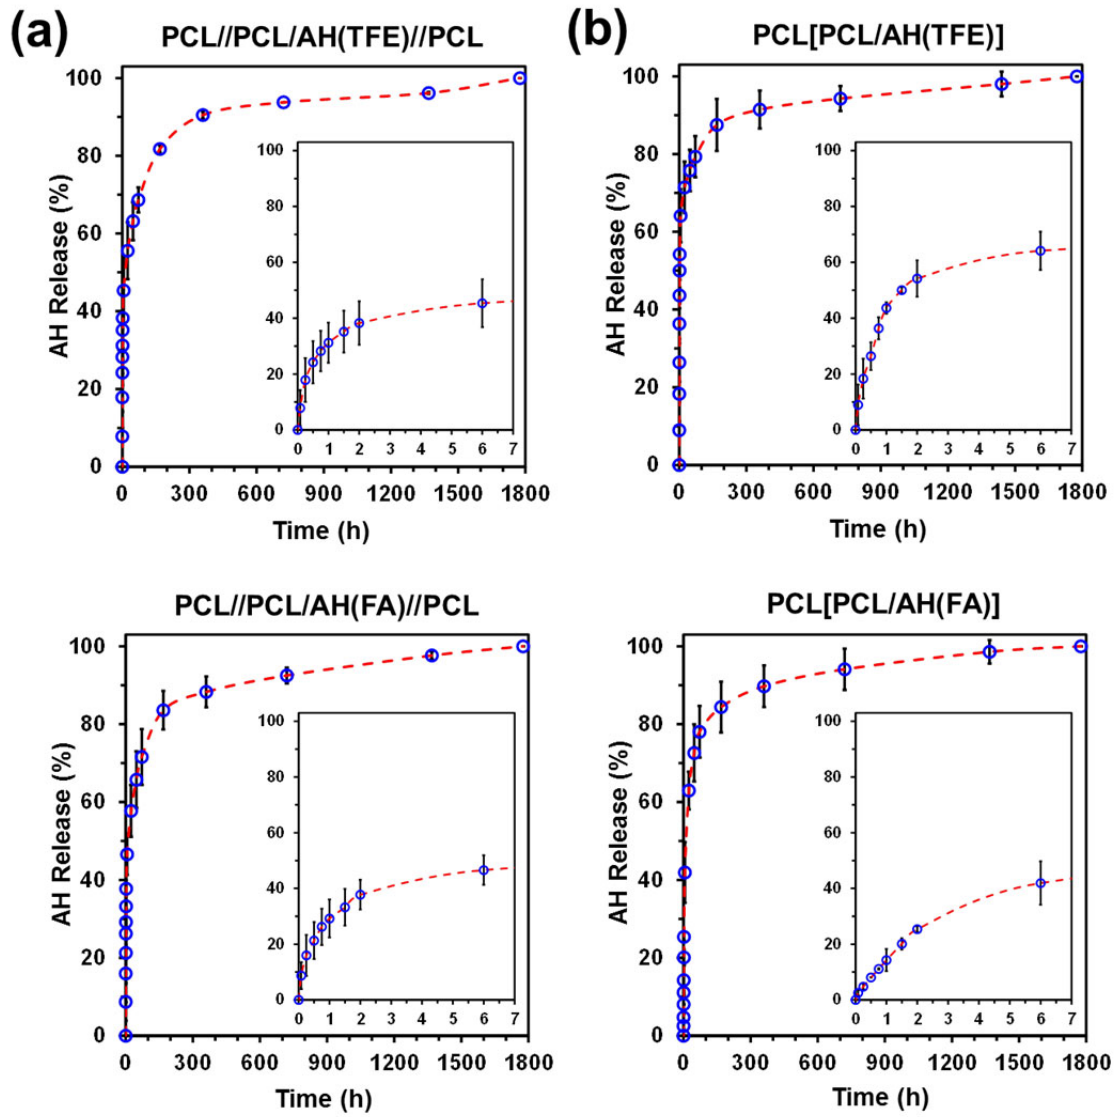 (a)
PCL//PCL/AH(TFE)//PCL
AH Release (%)
100
80
60
40
20
0
0 300 600 900 1200 1500 1800
Time (h)
100
80
60
40
20
0
0 1 2 3 4 5 6 7
(b)
PCL[PCL/AH(TFE)]
AH Release (%)
100
80
60
40
20
0
0 300 600 900 1200 1500 1800
Time (h)
100
80
60
40
20
0
0 1 2 3 4 5 6 7
PCL//PCL/AH(FA)//PCL
AH Release (%)
100
80
60
40
20
0
0 300 600 900 1200 1500 1800
Time (h)
100
80
60
40
20
0
0 1 2 3 4 5 6 7
PCL[PCL/AH(FA)]
AH Release (%)
100
80
60
40
20
0
0 300 600 900 1200 1500 1800
Time (h)
100
80
60
40
20
0
0 1 2 3 4 5 6 7